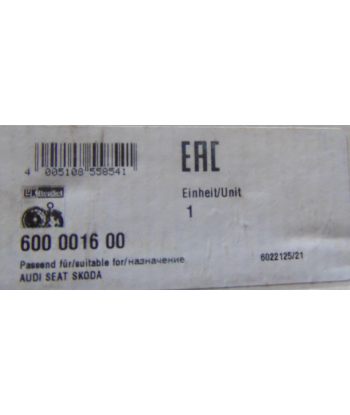 4 005108 558541
EAC
LUK
Einheit/Unit
1
600 0016 00
Passend für/suitable for/назначение
6022125/21
AUDI SEAT SKODA